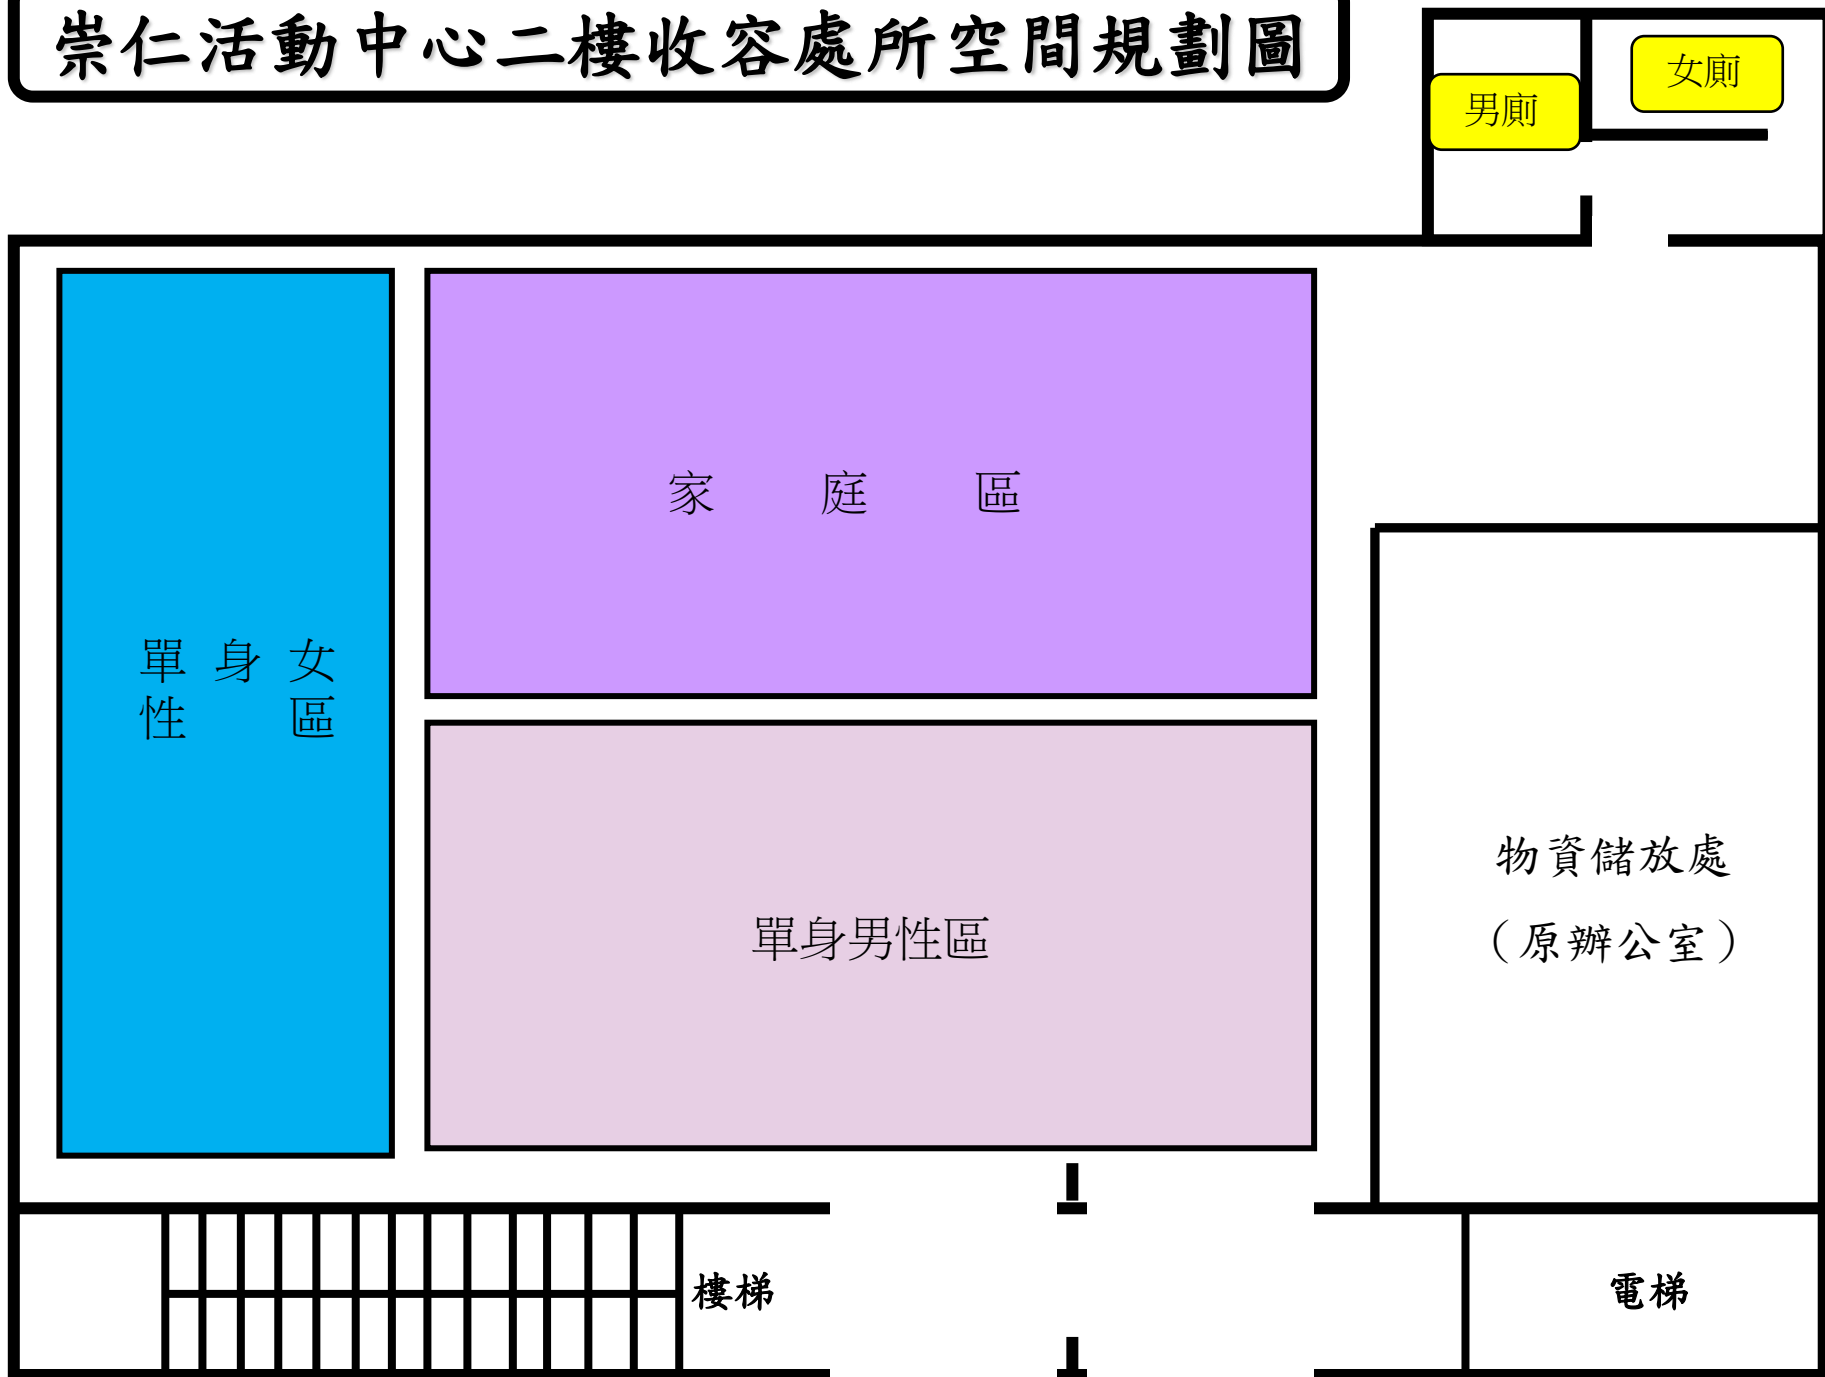 崇仁活動中心二樓收容處所空間規劃圖
女廁
男廁
家庭區
單身女
性區
單身男性區
物資儲放處
（原辦公室）
樓梯
電梯